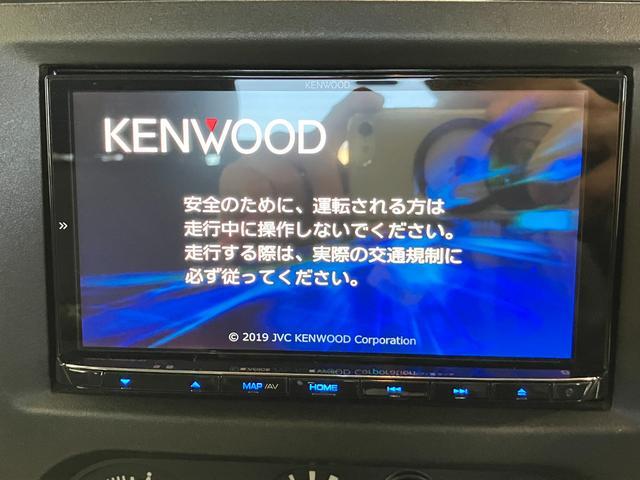 KENWOOD
KENWOOD
安全のために、運転される方は
走行中に操作しないでください。
走行する際は、実際の交通規制に
必ず従ってください。
© 2019 JVC KENWOOD Corporation
MAP/AV HOME